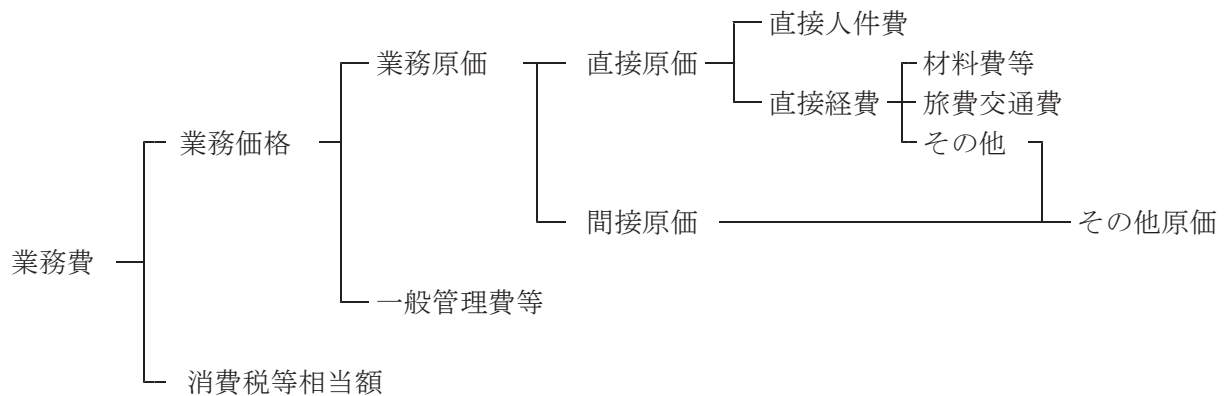 直接人件費
業務原価
直接原価
材料費等
直接経費
旅費交通費
業務価格
その他
間接原価
その他原価
業務費
一般管理費等
消費税等相当額